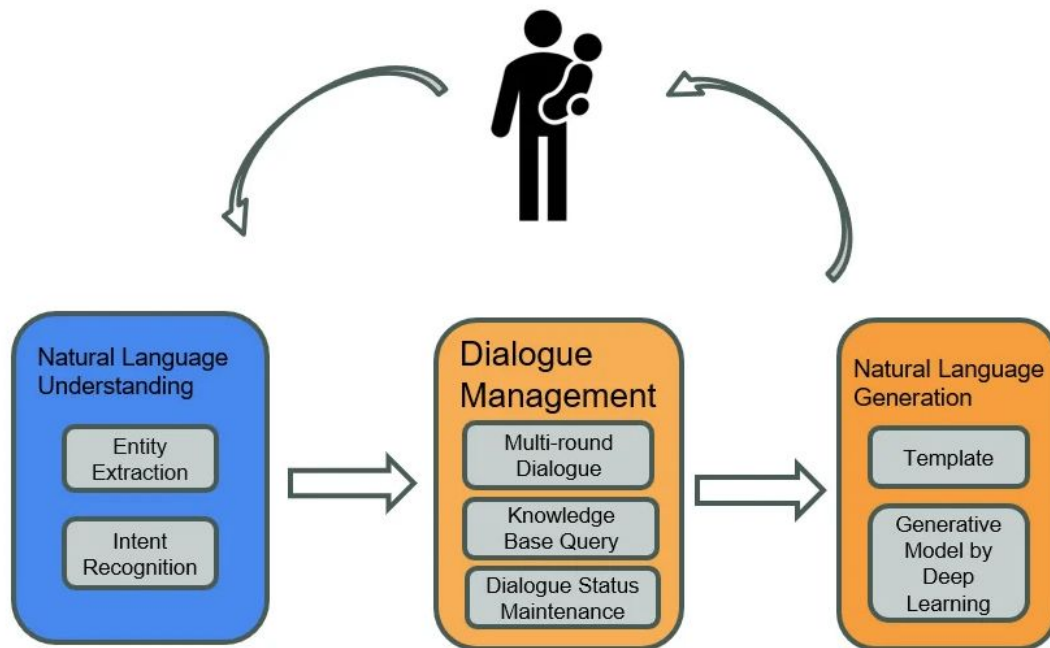 Natural Language
Understanding
Entity
Extraction
Intent
Recognition
Dialogue
Management
Multi-round
Dialogue
Knowledge
Base Query
Dialogue Status
Maintenance
Natural Language
Generation
Template
Generative
Model by
Deep
Learning